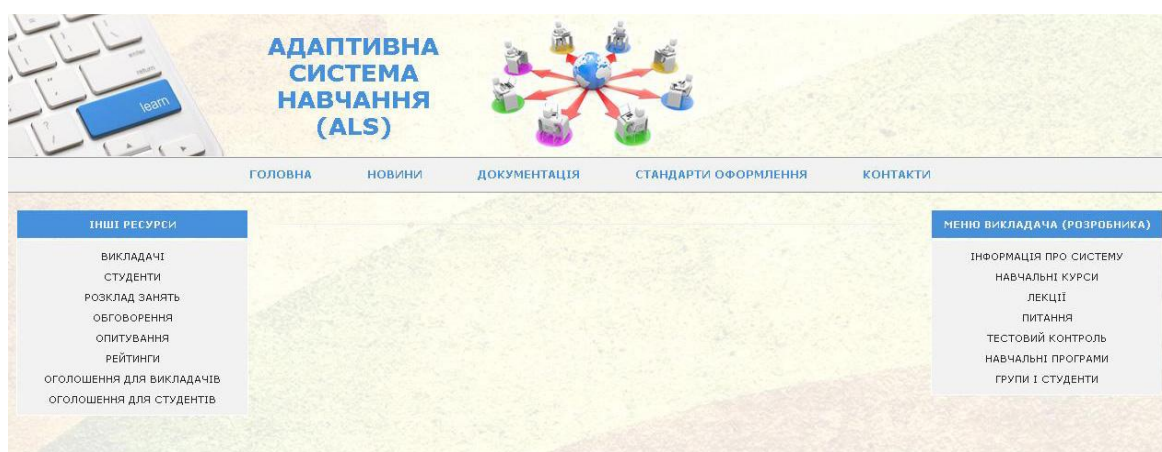 learn
АДАПТИВНА
СИСТЕМА
НАВЧАННЯ
(ALS)
ГОЛОВНА НОВИНИ ДОКУМЕНТАЦІЯ СТАНДАРТИ ОФОРМЛЕННЯ КОНТАКТИ
ІНШІ РЕСУРСИ
ВИКЛАДАЧІ
СТУДЕНТИ
РОЗКЛАД ЗАНЯТЬ
ОБГОВОРЕННЯ
ОПИТУВАННЯ
РЕЙТИНГИ
ОГОЛОШЕННЯ ДЛЯ ВИКЛАДАЧІВ
ОГОЛОШЕННЯ ДЛЯ СТУДЕНТІВ
МЕНЮ ВИКЛАДАЧА (РОЗРОБНИКА)
ІНФОРМАЦІЯ ПРО СИСТЕМУ
НАВЧАЛЬНІ КУРСИ
ЛЕКЦІЇ
ПИТАННЯ
ТЕСТОВИЙ КОНТРОЛЬ
НАВЧАЛЬНІ ПРОГРАМИ
ГРУПИ І СТУДЕНТИ